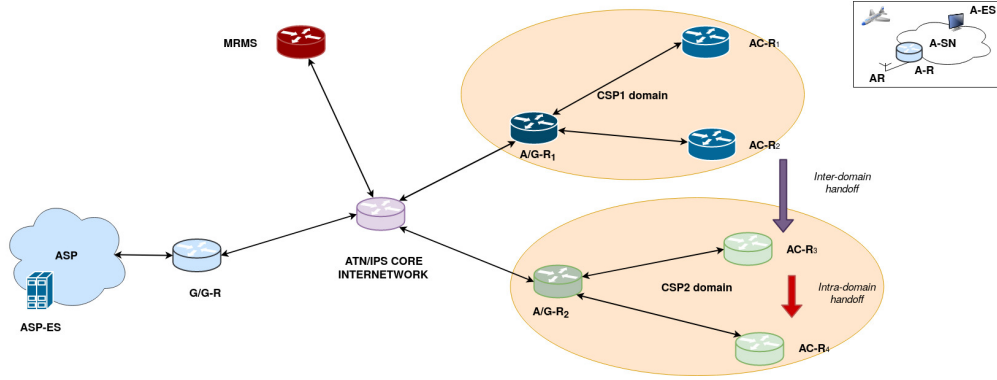 MRMS
AC-R1
CSP1 domain
A/G-R1
AC-R2
A-ES
A-SN
AR
A-R
Inter-domain
handoff
ASP
G/G-R
ASP-ES
ATN/IPS CORE
INTERNETWORK
AC-R3
CSP2 domain
A/G-R2
Intra-domain
handoff
AC-R4